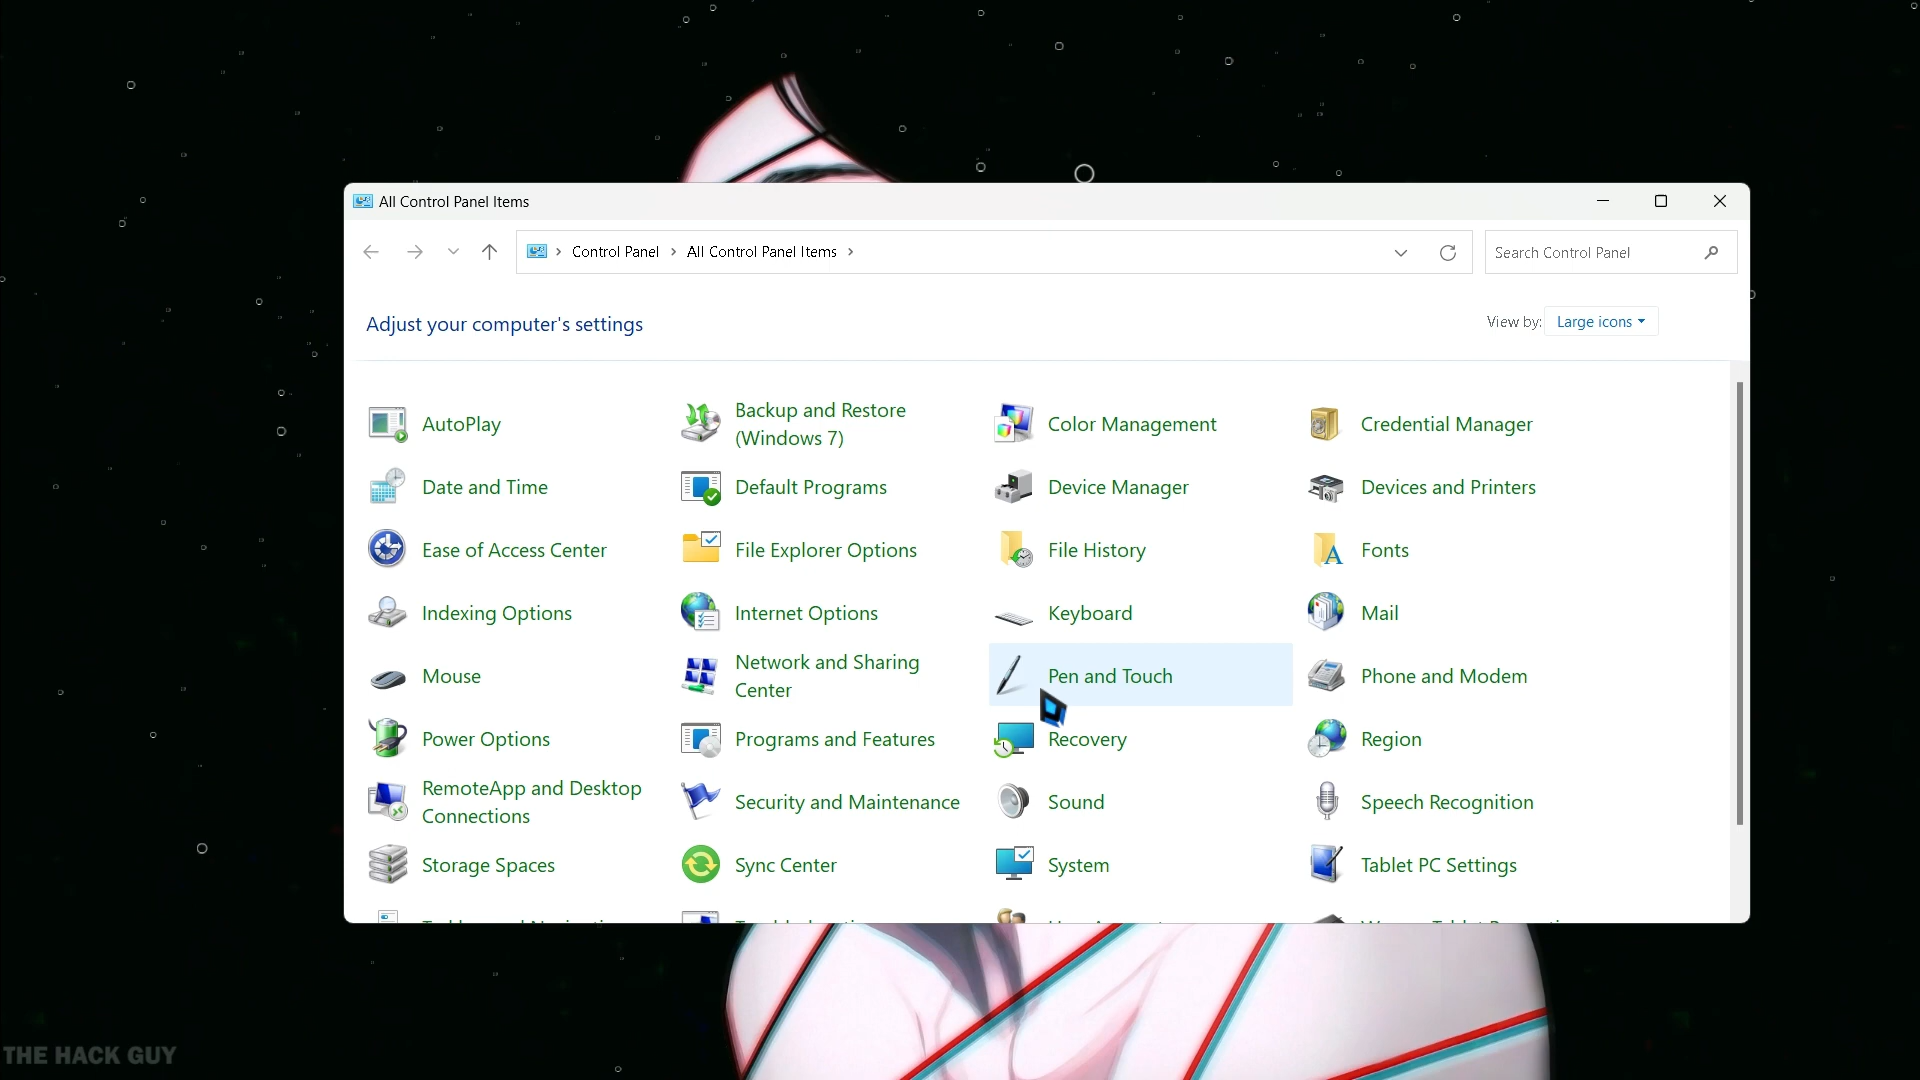 All Control Panel Items
Control Panel > All Control Panel Items >
Search Control Panel
Adjust your computer's settings
View by: Large icons
AutoPlay
Backup and Restore
(Windows 7)
Color Management
Credential Manager
Date and Time
Default Programs
Device Manager
Devices and Printers
Ease of Access Center
File Explorer Options
File History
Fonts
Indexing Options
Internet Options
Keyboard
Mail
Mouse
Network and Sharing
Center
Pen and Touch
Phone and Modem
Power Options
Programs and Features
Recovery
Region
RemoteApp and Desktop
Connections
Security and Maintenance
Sound
Speech Recognition
Storage Spaces
Sync Center
System
Tablet PC Settings
THE HACK GUY